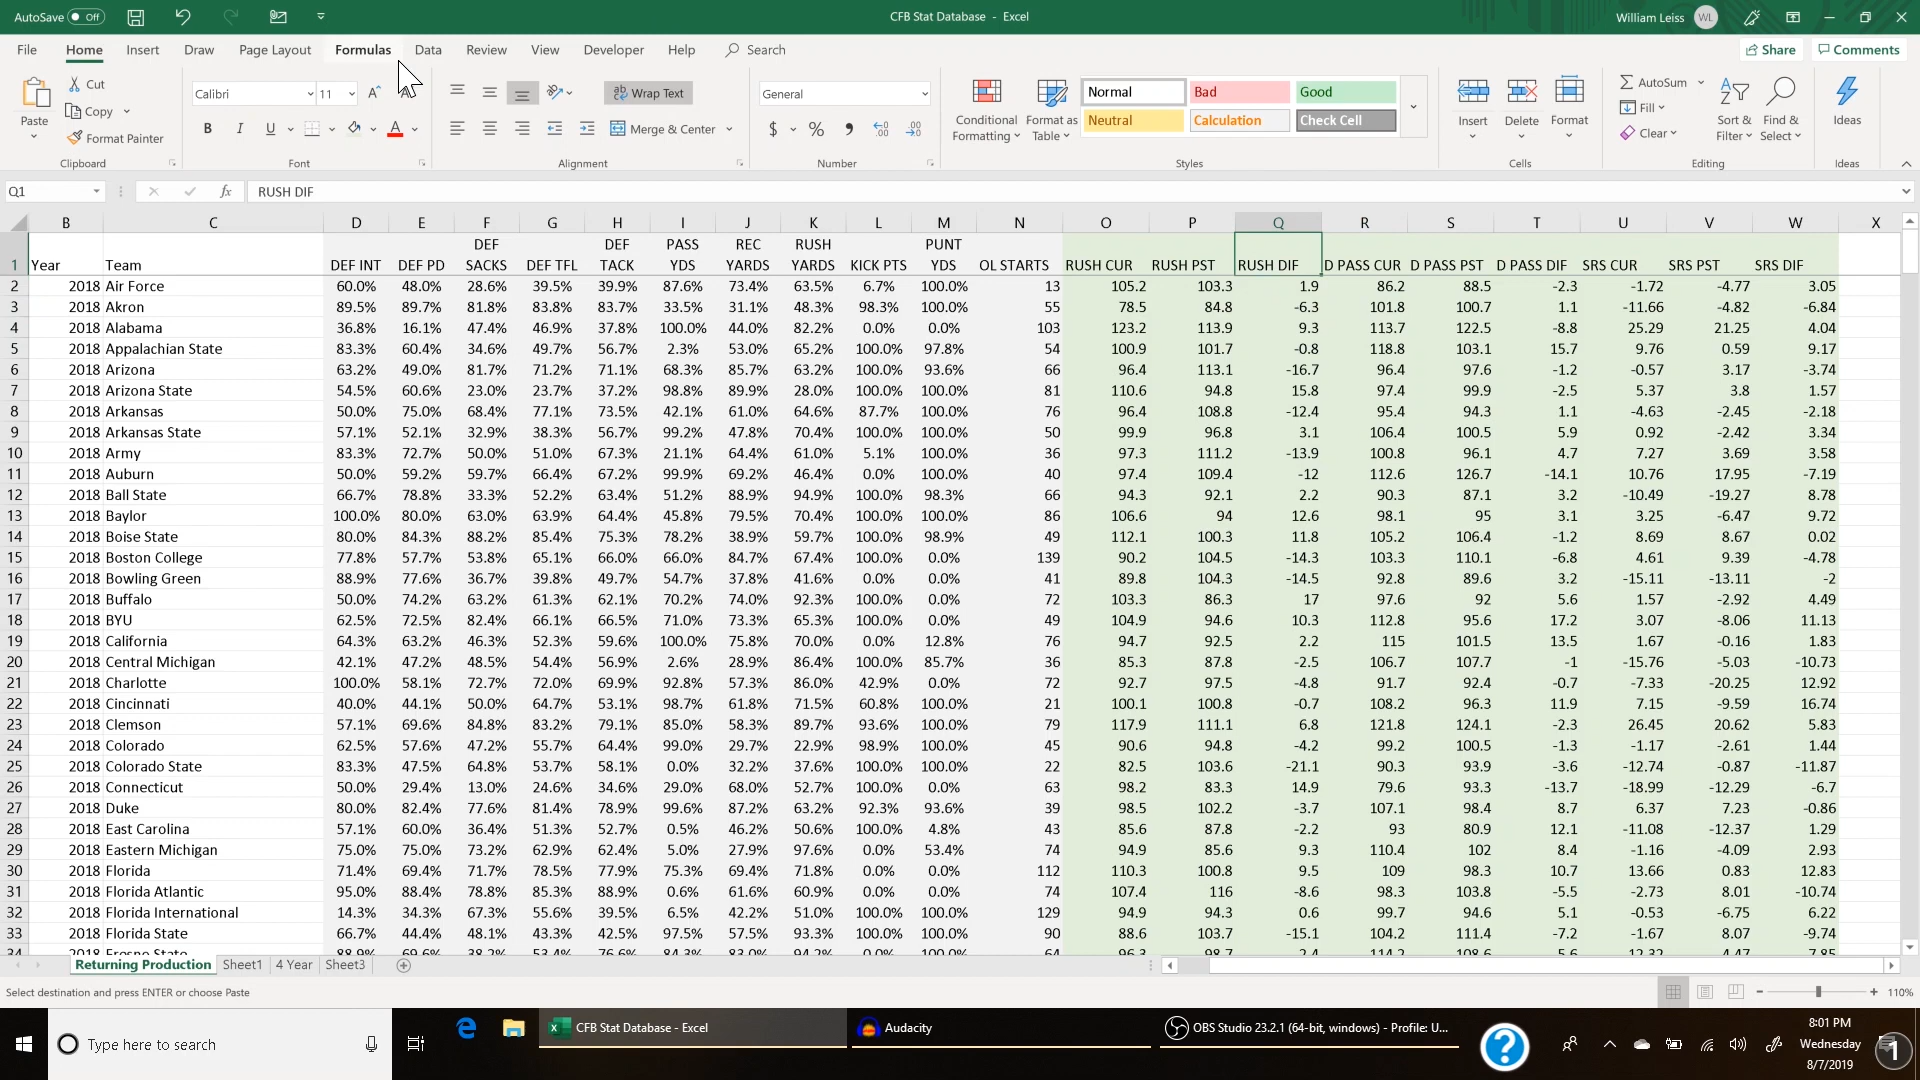 AutoSave Off
CFB Stat Database - Excel
William Leiss WL
File Home Insert Draw Page Layout Formulas Data Review View Developer Help Search
Share Comments
Paste
Cut
Copy
Format Painter
Calibri 11
B I U
Wrap Text
Merge & Center
General
$ % 9
Conditional Formatting
Format as Table
Normal Bad Good
Neutral Calculation Check Cell
Insert Delete Format
AutoSum
Fill
Clear
Sort & Filter
Find & Select
Ideas
Clipboard Font Alignment Number Styles Cells Editing Ideas
Q1 fx RUSH DIF
B C D E F G H I J K L M N O P Q R S T U V W X
1 Year Team DEF INT DEF PD DEF SACKS DEF TFL DEF TACK PASS YDS REC YARDS RUSH YARDS KICK PTS PUNT YDS OL STARTS RUSH CUR RUSH PST RUSH DIF D PASS CUR D PASS PST D PASS DIF SRS CUR SRS PST SRS DIF
2 2018 Air Force 60.0% 48.0% 28.6% 39.5% 39.9% 87.6% 73.4% 63.5% 6.7% 100.0% 13 105.2 103.3 1.9 86.2 88.5 -2.3 -1.72 -4.77 3.05
3 2018 Akron 89.5% 89.7% 81.8% 83.8% 83.7% 33.5% 31.1% 48.3% 98.3% 100.0% 55 78.5 84.8 -6.3 101.8 100.7 1.1 -11.66 -4.82 -6.84
4 2018 Alabama 36.8% 16.1% 47.4% 46.9% 37.8% 100.0% 44.0% 82.2% 0.0% 0.0% 103 123.2 113.9 9.3 113.7 122.5 -8.8 25.29 21.25 4.04
5 2018 Appalachian State 83.3% 60.4% 34.6% 49.7% 56.7% 2.3% 53.0% 65.2% 100.0% 97.8% 54 100.9 101.7 -0.8 118.8 103.1 15.7 9.76 0.59 9.17
6 2018 Arizona 63.2% 49.0% 81.7% 71.2% 71.1% 68.3% 85.7% 63.2% 100.0% 93.6% 66 96.4 113.1 -16.7 96.4 97.6 -1.2 -0.57 3.17 -3.74
7 2018 Arizona State 54.5% 60.6% 23.0% 23.7% 37.2% 98.8% 89.9% 28.0% 100.0% 100.0% 81 110.6 94.8 15.8 97.4 99.9 -2.5 5.37 3.8 1.57
8 2018 Arkansas 50.0% 75.0% 68.4% 77.1% 73.5% 42.1% 61.0% 64.6% 87.7% 100.0% 76 96.4 108.8 -12.4 95.4 94.3 1.1 -4.63 -2.45 -2.18
9 2018 Arkansas State 57.1% 52.1% 32.9% 38.3% 56.7% 99.2% 47.8% 70.4% 100.0% 100.0% 50 99.9 96.8 3.1 106.4 100.5 5.9 0.92 -2.42 3.34
10 2018 Army 83.3% 72.7% 50.0% 51.0% 67.3% 21.1% 64.4% 61.0% 5.1% 100.0% 36 97.3 111.2 -13.9 100.8 96.1 4.7 7.27 3.69 3.58
11 2018 Auburn 50.0% 59.2% 59.7% 66.4% 67.2% 99.9% 69.2% 46.4% 0.0% 100.0% 40 97.4 109.4 -12 112.6 126.7 -14.1 10.76 17.95 -7.19
12 2018 Ball State 66.7% 78.8% 33.3% 52.2% 63.4% 51.2% 88.9% 94.9% 100.0% 98.3% 66 94.3 92.1 2.2 90.3 87.1 3.2 -10.49 -19.27 8.78
13 2018 Baylor 100.0% 80.0% 63.0% 63.9% 64.4% 45.8% 79.5% 70.4% 100.0% 100.0% 86 106.6 94 12.6 98.1 95 3.1 3.25 -6.47 9.72
14 2018 Boise State 80.0% 84.3% 88.2% 85.4% 75.3% 78.2% 38.9% 59.7% 100.0% 98.9% 49 112.1 100.3 11.8 105.2 106.4 -1.2 8.69 8.67 0.02
15 2018 Boston College 77.8% 57.7% 53.8% 65.1% 66.0% 66.0% 84.7% 67.4% 100.0% 0.0% 139 90.2 104.5 -14.3 103.3 110.1 -6.8 4.61 9.39 -4.78
16 2018 Bowling Green 88.9% 77.6% 36.7% 39.8% 49.7% 54.7% 37.8% 41.6% 0.0% 0.0% 41 89.8 104.3 -14.5 92.8 89.6 3.2 -15.11 -13.11 -2
17 2018 Buffalo 50.0% 74.2% 63.2% 61.3% 62.1% 70.2% 74.0% 92.3% 100.0% 0.0% 72 103.3 86.3 17 97.6 92 5.6 1.57 -2.92 4.49
18 2018 BYU 62.5% 72.5% 82.4% 66.1% 66.5% 71.0% 73.3% 65.3% 100.0% 0.0% 49 104.9 94.6 10.3 112.8 95.6 17.2 3.07 -8.06 11.13
19 2018 California 64.3% 63.2% 46.3% 52.3% 59.6% 100.0% 75.8% 70.0% 0.0% 12.8% 76 94.7 92.5 2.2 115 101.5 13.5 1.67 -0.16 1.83
20 2018 Central Michigan 42.1% 47.2% 48.5% 54.4% 56.9% 2.6% 28.9% 86.4% 100.0% 85.7% 36 85.3 87.8 -2.5 106.7 107.7 -1 -15.76 -5.03 -10.73
21 2018 Charlotte 100.0% 58.1% 72.7% 72.0% 69.9% 92.8% 57.3% 86.0% 42.9% 0.0% 72 92.7 97.5 -4.8 91.7 92.4 -0.7 -7.33 -20.25 12.92
22 2018 Cincinnati 40.0% 44.1% 50.0% 64.7% 53.1% 98.7% 61.8% 71.5% 60.8% 100.0% 21 100.1 100.8 -0.7 108.2 96.3 11.9 7.15 -9.59 16.74
23 2018 Clemson 57.1% 69.6% 84.8% 83.2% 79.1% 85.0% 58.3% 89.7% 93.6% 100.0% 79 117.9 111.1 6.8 121.8 124.1 -2.3 26.45 20.62 5.83
24 2018 Colorado 62.5% 57.6% 47.2% 55.7% 64.4% 99.0% 29.7% 22.9% 98.9% 100.0% 45 90.6 94.8 -4.2 99.2 100.5 -1.3 -1.17 -2.61 1.44
25 2018 Colorado State 83.3% 47.5% 64.8% 53.7% 58.1% 0.0% 32.2% 37.6% 100.0% 100.0% 22 82.5 103.6 -21.1 90.3 93.9 -3.6 -12.74 -0.87 -11.87
26 2018 Connecticut 50.0% 29.4% 13.0% 24.6% 34.6% 29.0% 68.0% 52.7% 100.0% 0.0% 63 98.2 83.3 14.9 79.6 93.3 -13.7 -18.99 -12.29 -6.7
27 2018 Duke 80.0% 82.4% 77.6% 81.4% 78.9% 99.6% 87.2% 63.2% 92.3% 93.6% 39 98.5 102.2 -3.7 107.1 98.4 8.7 6.37 7.23 -0.86
28 2018 East Carolina 57.1% 60.0% 36.4% 51.3% 52.7% 0.5% 46.2% 50.6% 100.0% 4.8% 43 85.6 87.8 -2.2 93 80.9 12.1 -11.08 -12.37 1.29
29 2018 Eastern Michigan 75.0% 75.0% 73.2% 62.9% 62.4% 5.0% 27.9% 97.6% 0.0% 53.4% 74 94.9 85.6 9.3 110.4 102 8.4 -1.16 -4.09 2.93
30 2018 Florida 71.4% 69.4% 71.7% 78.5% 77.9% 75.3% 69.4% 71.8% 0.0% 0.0% 112 110.3 100.8 9.5 109 98.3 10.7 13.66 0.83 12.83
31 2018 Florida Atlantic 95.0% 88.4% 78.8% 85.3% 88.9% 0.6% 61.6% 60.9% 0.0% 0.0% 74 107.4 116 -8.6 98.3 103.8 -5.5 -2.73 8.01 -10.74
32 2018 Florida International 14.3% 34.3% 67.3% 55.6% 39.5% 6.5% 42.2% 51.0% 100.0% 100.0% 129 94.9 94.3 0.6 99.7 94.6 5.1 -0.53 -6.75 6.22
33 2018 Florida State 66.7% 44.4% 48.1% 43.3% 42.5% 97.5% 57.5% 93.3% 100.0% 100.0% 90 88.6 103.7 -15.1 104.2 111.4 -7.2 -1.67 8.07 -9.74
34 2018 Fresno State
Returning Production Sheet1 4 Year Sheet3
Select destination and press ENTER or choose Paste
110%
Type here to search
CFB Stat Database - Excel
Audacity
OBS Studio 23.2.1 (64-bit, windows) - Profile: U...
8:01 PM
Wednesday
8/7/2019
1